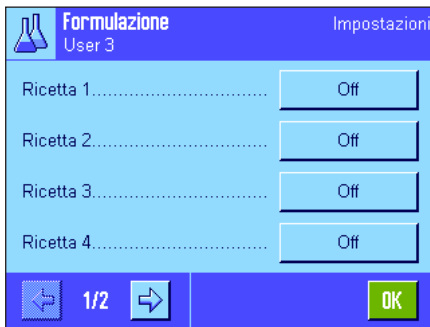 Formulazione Impostazioni
User 3
Ricetta 1.............................. Off
Ricetta 2.............................. Off
Ricetta 3.............................. Off
Ricetta 4.............................. Off
1/2 OK